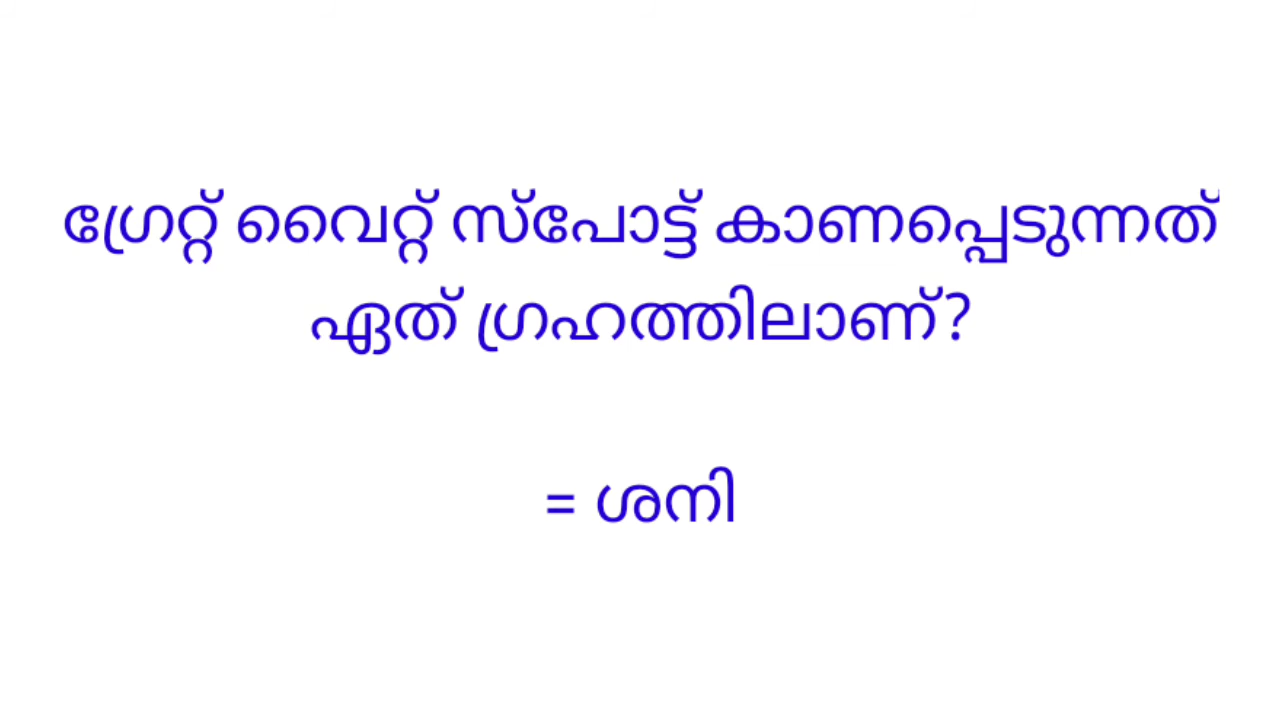 ഗ്രേറ്റ് വൈറ്റ് സ്പോട്ട് കാണപ്പെടുന്നത്
ഏത് ഗ്രഹത്തിലാണ്?
= ശനി